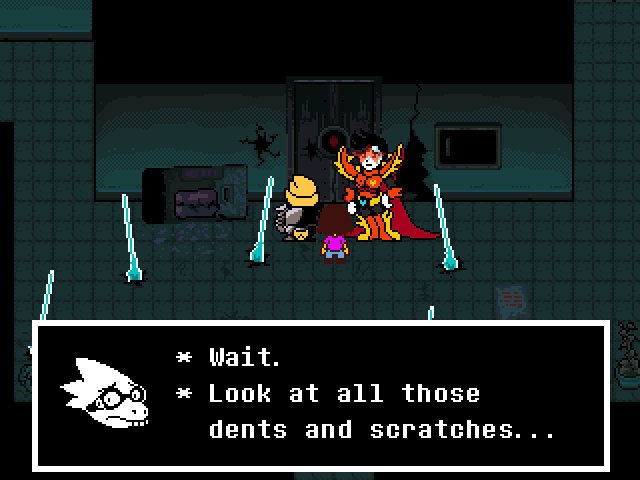 * Wait.
* Look at all those
dents and scratches...